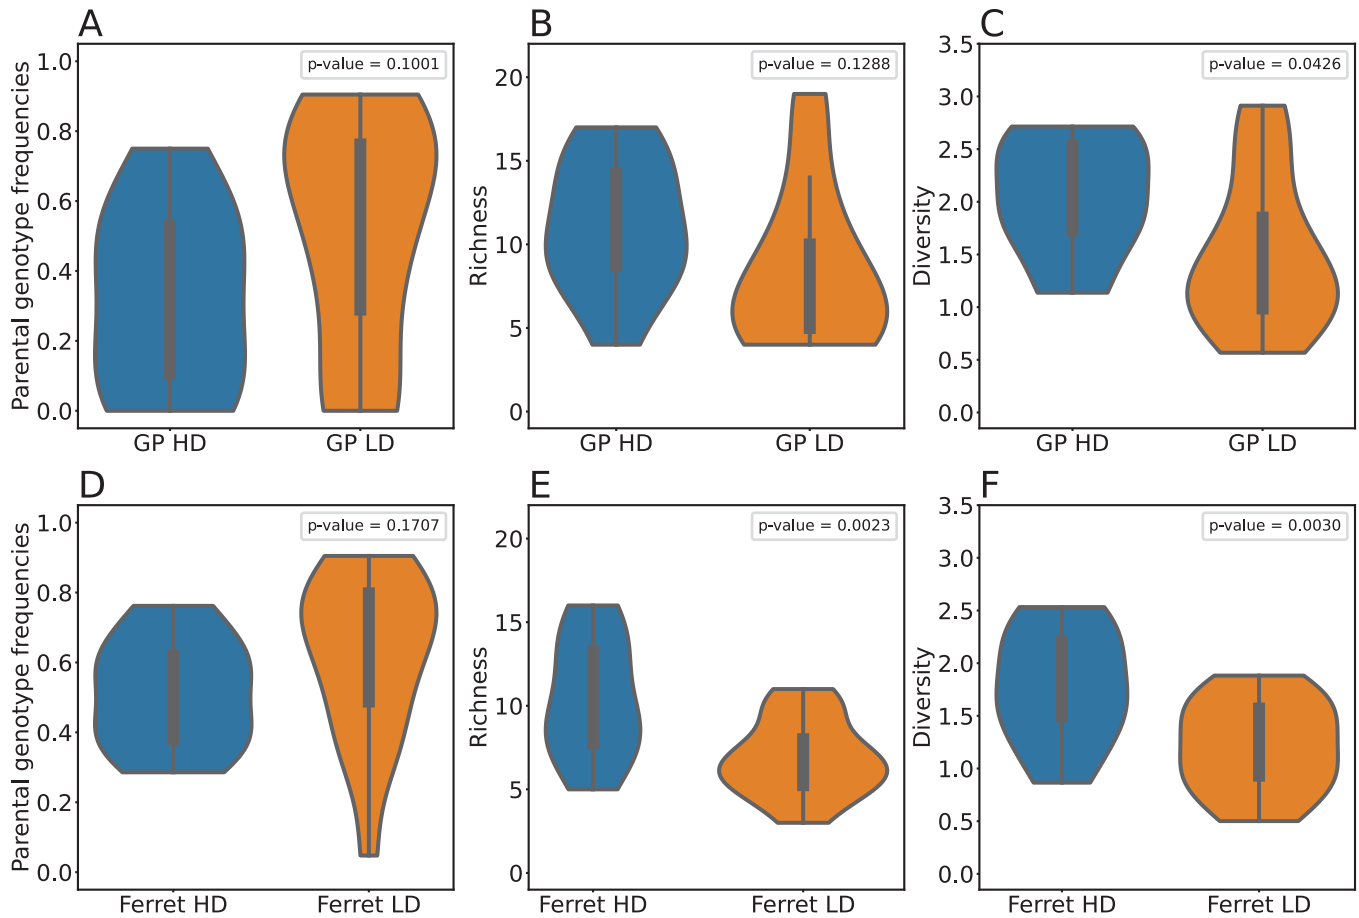 A
Parental genotype frequencies
1.0
0.8
0.6
0.4
0.2
0.0
p-value = 0.1001
GP HD GP LD
B
Richness
20
15
10
5
0
p-value = 0.1288
GP HD GP LD
C
Diversity
3.5
3.0
2.5
2.0
1.5
1.0
0.5
0.0
p-value = 0.0426
GP HD GP LD
D
Parental genotype frequencies
1.0
0.8
0.6
0.4
0.2
0.0
p-value = 0.1707
Ferret HD Ferret LD
E
Richness
20
15
10
5
0
p-value = 0.0023
Ferret HD Ferret LD
F
Diversity
3.5
3.0
2.5
2.0
1.5
1.0
0.5
0.0
p-value = 0.0030
Ferret HD Ferret LD